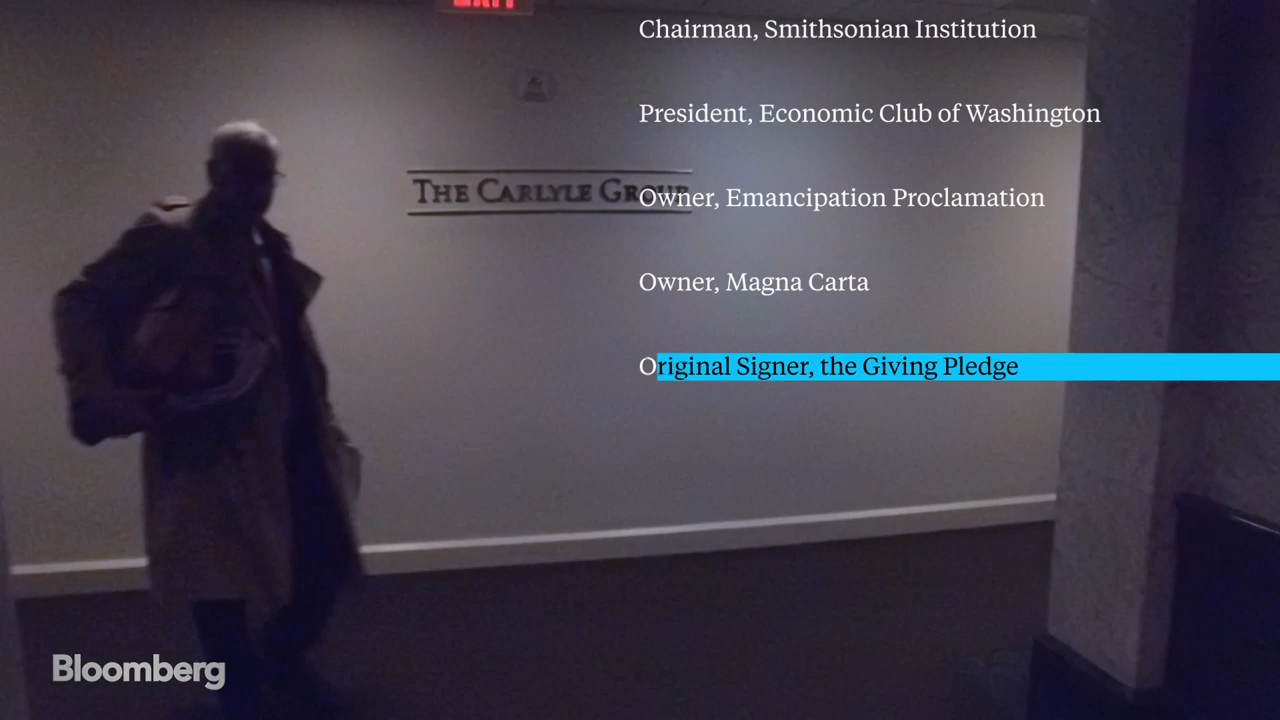 EXIT
Chairman, Smithsonian Institution
President, Economic Club of Washington
THE CARLYLE GROUP
Owner, Emancipation Proclamation
Owner, Magna Carta
Original Signer, the Giving Pledge
Bloomberg